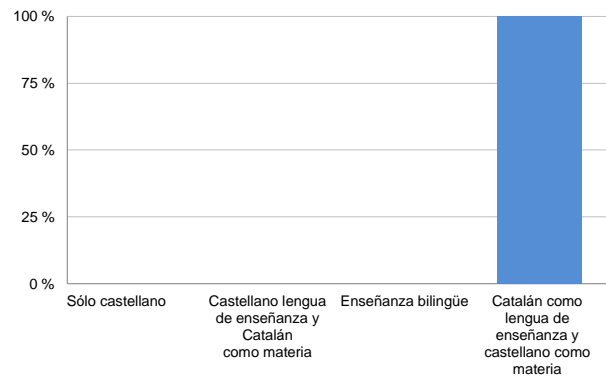 100 %
75 %
50 %
25 %
0 %
Sólo castellano
Castellano lengua
de enseñanza y
Catalán
como materia
Enseñanza bilingüe
Catalán como
lengua de
enseñanza y
castellano como
materia